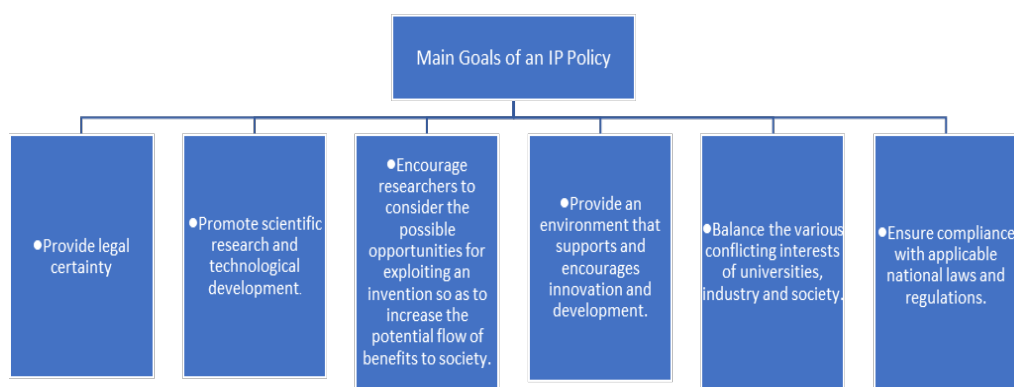 Main Goals of an IP Policy
●Provide legal
certainty
●Promote scientific
research and
technological
development.
●Encourage
researchers to
consider the
possible
opportunities for
exploiting an
invention so as to
increase the
potential flow of
benefits to society.
●Provide an
environment that
supports and
encourages
innovation and
development.
●Balance the various
conflicting interests
of universities,
industry and society.
●Ensure compliance
with applicable
national laws and
regulations.